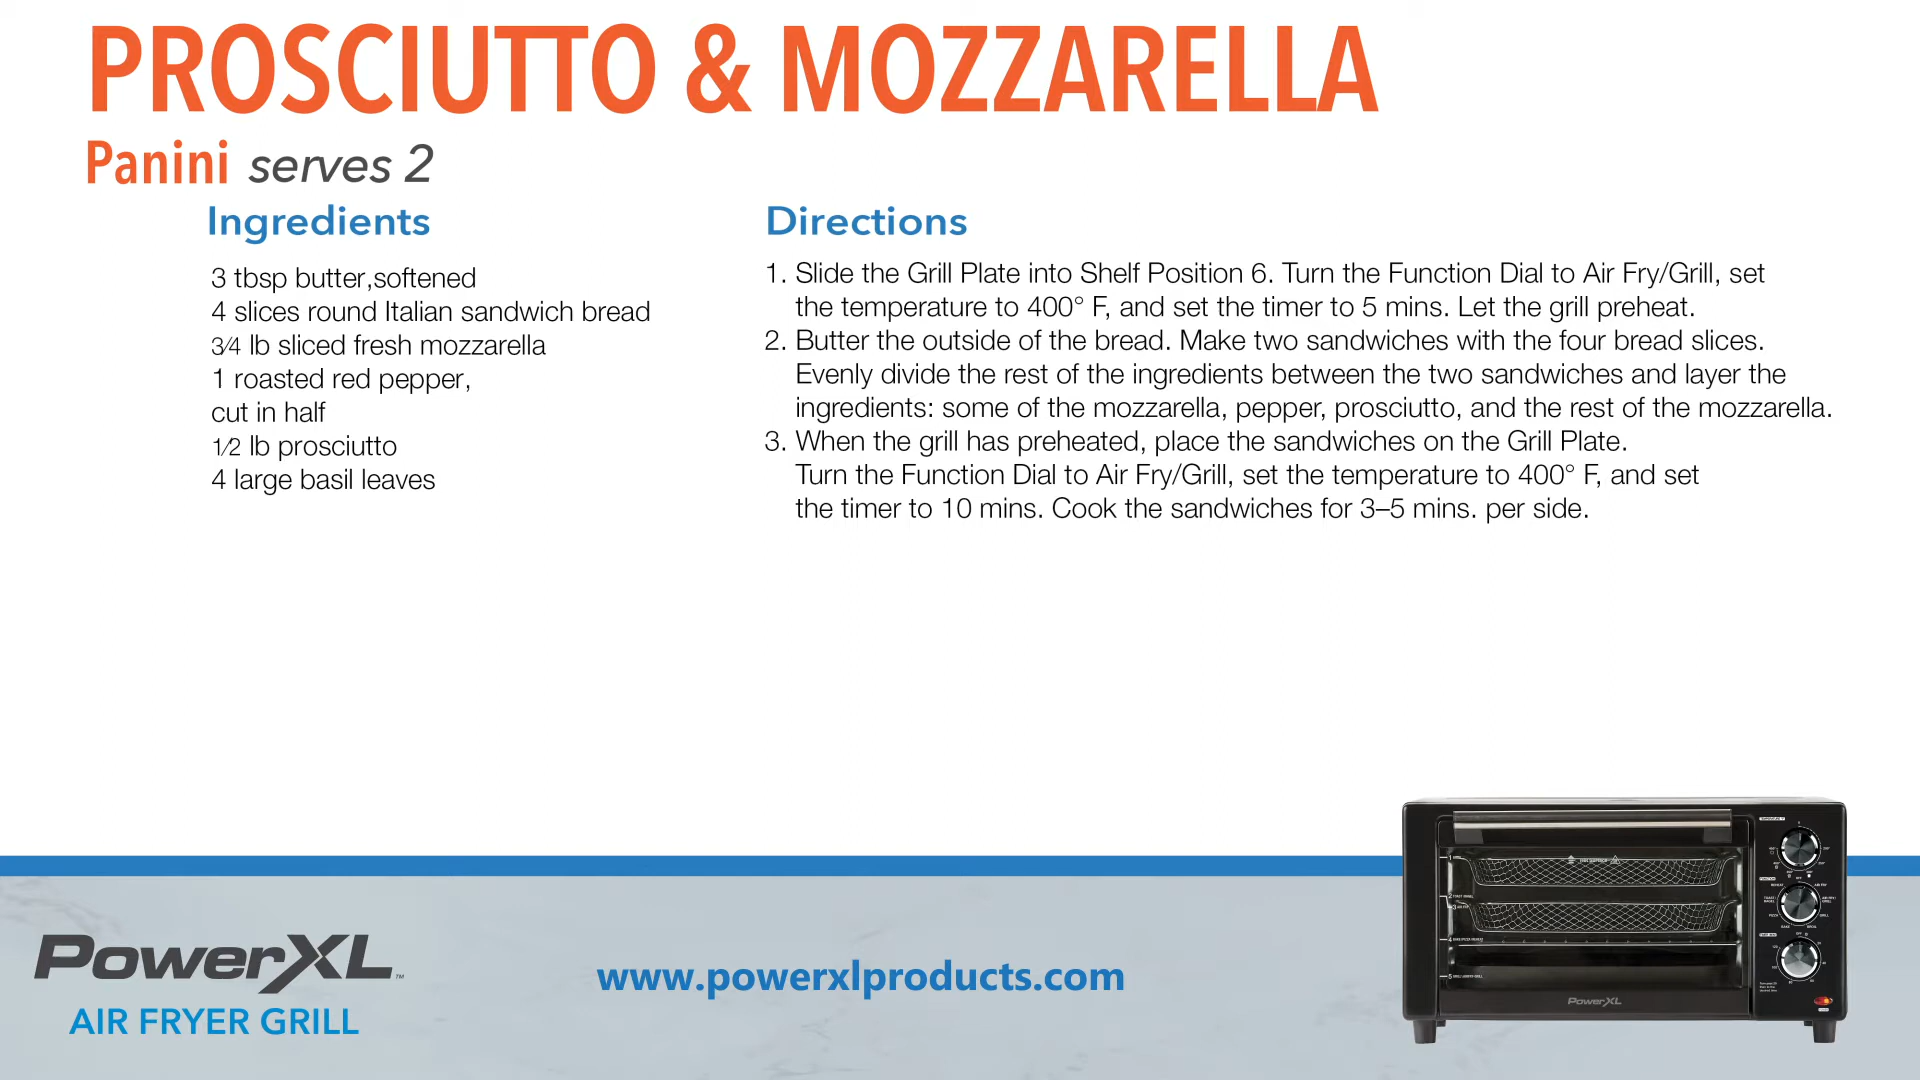 PROSCIUTTO & MOZZARELLA
Panini serves 2
Ingredients
3 tbsp butter,softened
4 slices round Italian sandwich bread
3⁄4 lb sliced fresh mozzarella
1 roasted red pepper,
cut in half
1⁄2 lb prosciutto
4 large basil leaves
Directions
1. Slide the Grill Plate into Shelf Position 6. Turn the Function Dial to Air Fry/Grill, set
the temperature to 400° F, and set the timer to 5 mins. Let the grill preheat.
2. Butter the outside of the bread. Make two sandwiches with the four bread slices.
Evenly divide the rest of the ingredients between the two sandwiches and layer the
ingredients: some of the mozzarella, pepper, prosciutto, and the rest of the mozzarella.
3. When the grill has preheated, place the sandwiches on the Grill Plate.
Turn the Function Dial to Air Fry/Grill, set the temperature to 400° F, and set
the timer to 10 mins. Cook the sandwiches for 3–5 mins. per side.
PowerXL™
AIR FRYER GRILL
www.powerxlproducts.com
PowerXL